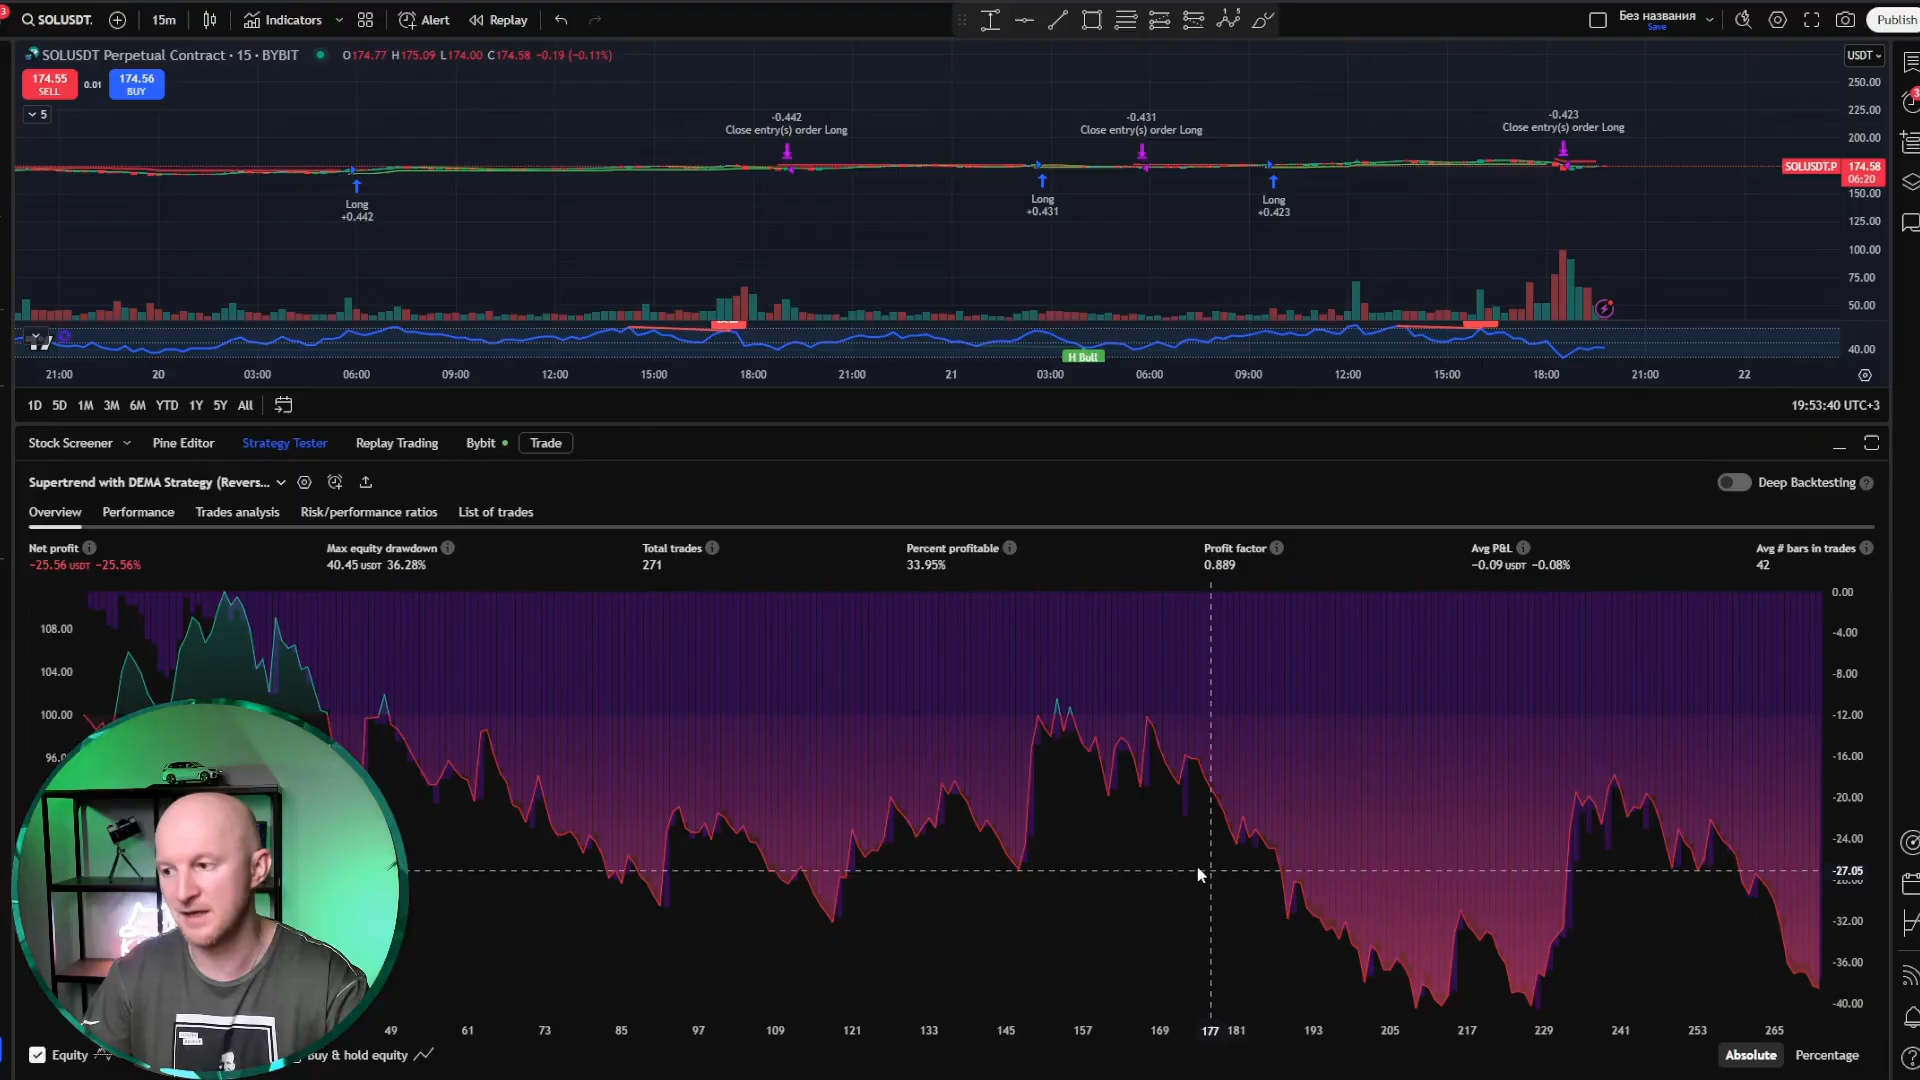 3
SOLUSDT. 15m Indicators Alert Replay Без названия Save Publish
SOLUSDT Perpetual Contract · 15 · BYBIT O174.77 H175.09 L174.00 C174.58 -0.19 (-0.11%) USDT
174.55 SELL 0.01 174.56 BUY
5
250.00
225.00
200.00
-0.442 Close entry(s) order Long
-0.431 Close entry(s) order Long
-0.423 Close entry(s) order Long
SOLUSDT.P 174.58
06:20
150.00
125.00
100.00
75.00
50.00
Long +0.442
Long +0.431
Long +0.423
H Bull
40.00
21:00 20 03:00 06:00 09:00 12:00 15:00 18:00 21:00 21 03:00 06:00 09:00 12:00 15:00 18:00 21:00 22
1D 5D 1M 3M 6M YTD 1Y 5Y All 19:53:40 UTC+3
Stock Screener Pine Editor Strategy Tester Replay Trading Bybit Trade
Supertrend with DEMA Strategy (Revers... Deep Backtesting
Overview Performance Trades analysis Risk/performance ratios List of trades
Net profit Max equity drawdown Total trades Percent profitable Profit factor Avg P&L Avg # bars in trades
-25.56 USDT -25.56% 40.45 USDT 36.28% 271 33.95% 0.889 -0.09 USDT -0.08% 42
108.00
104.00
100.00
96.0
0.00
-4.00
-8.00
-12.00
-16.00
-20.00
-24.00
-27.05
-32.00
-36.00
-40.00
49 61 73 85 97 109 121 133 145 157 169 177 181 193 205 217 229 241 253 265
Equity Buy & hold equity Absolute Percentage